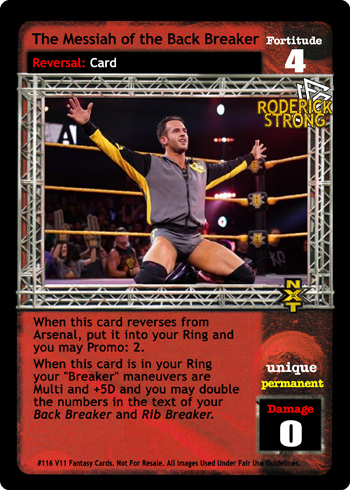 The Messiah of the Back Breaker
Fortitude
4
Reversal: Card
RODERICK
STRONG
NXT
When this card reverses from
Arsenal, put it into your Ring and
you may Promo: 2.
When this card is in your Ring
your "Breaker" maneuvers are
Multi and +5D and you may double
the numbers in the text of your
Back Breaker and Rib Breaker.
unique
permanent
Damage
0
#116 V11 Fantasy Cards. Not For Resale. All Images Used Under Fair Use Guidelines.